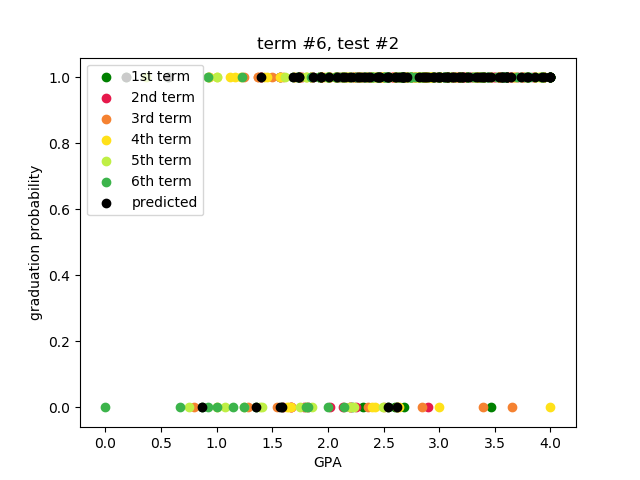 term #6, test #2
graduation probability
1.0
0.8
0.6
0.4
0.2
0.0
1st term
2nd term
3rd term
4th term
5th term
6th term
predicted
0.0 0.5 1.0 1.5 2.0 2.5 3.0 3.5 4.0
GPA